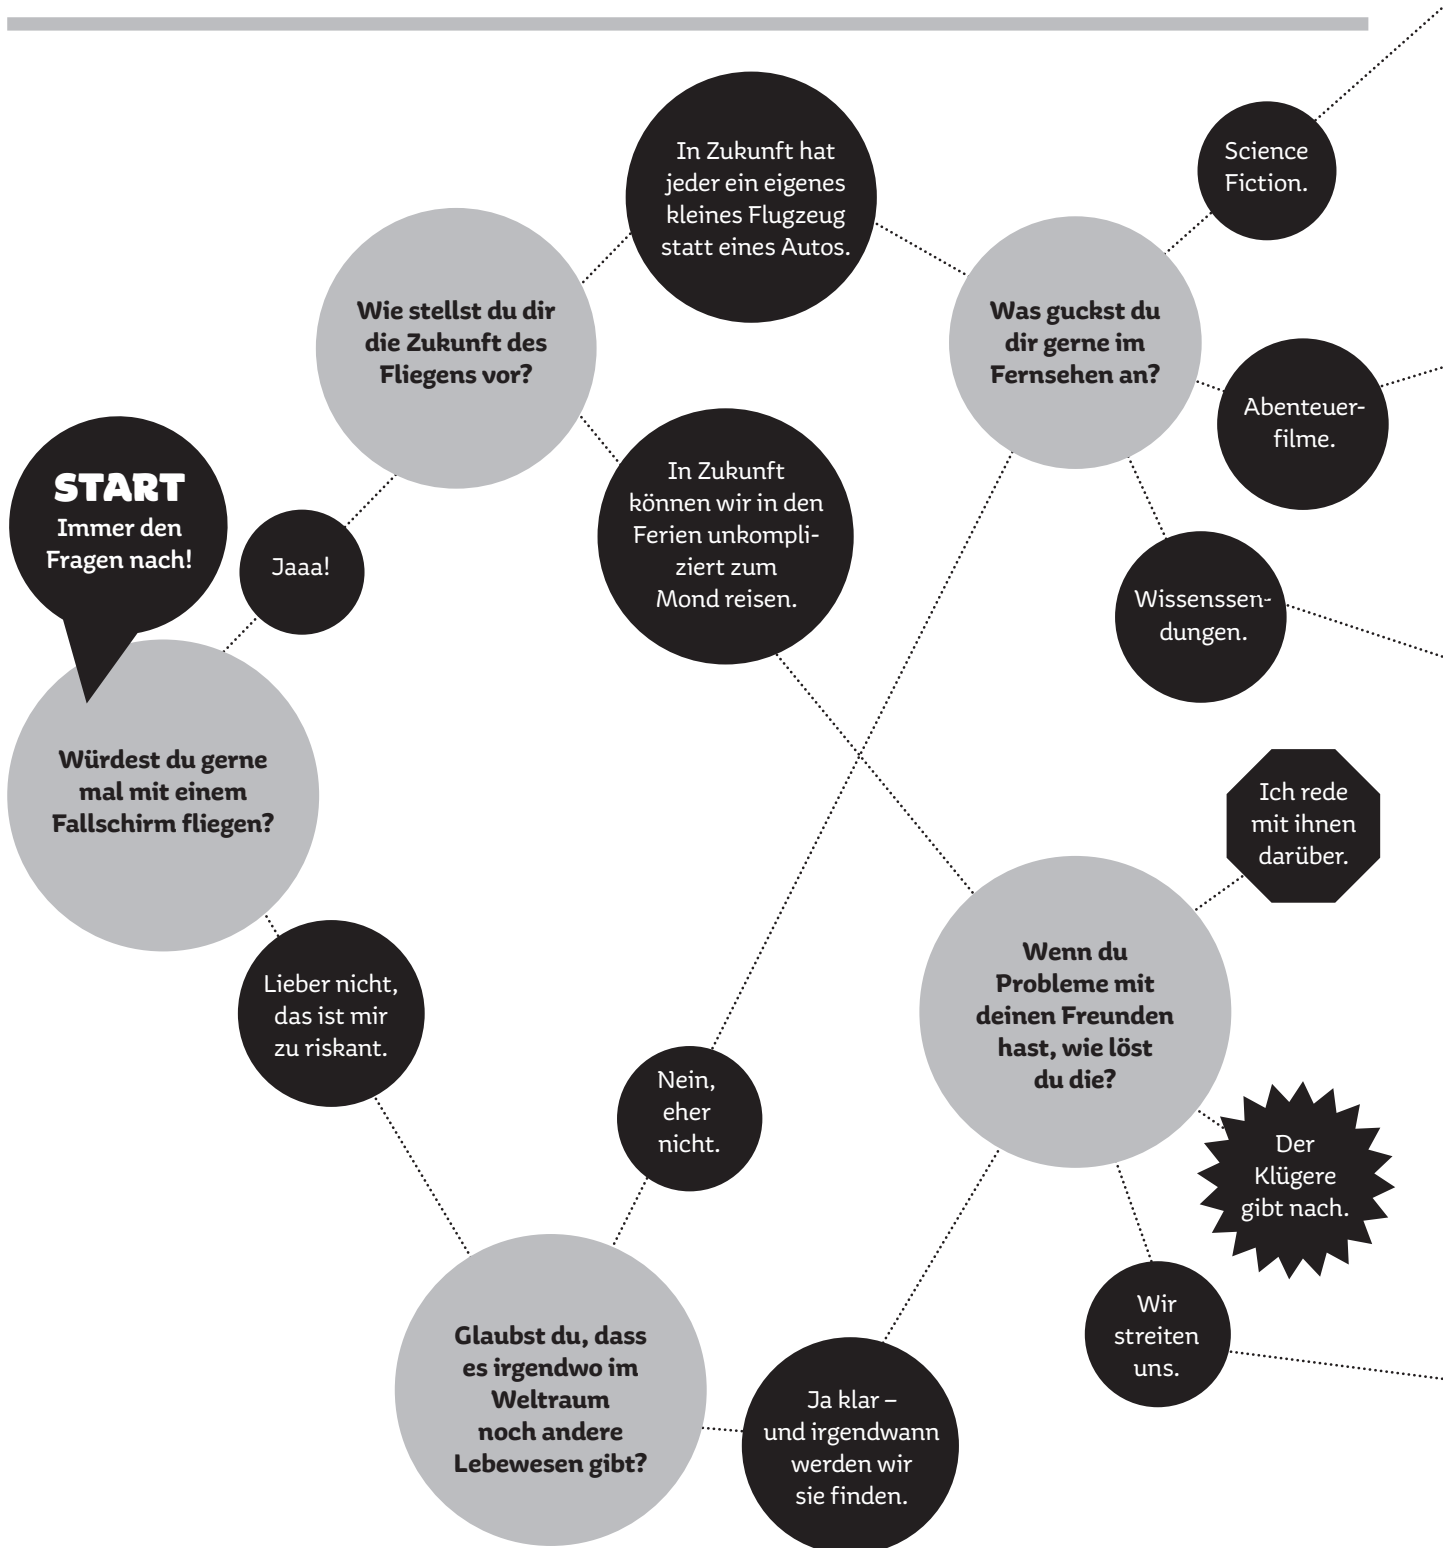 START
Immer den
Fragen nach!
Würdest du gerne
mal mit einem
Fallschirm fliegen?
Jaaa!
Wie stellst du dir
die Zukunft des
Fliegens vor?
In Zukunft hat
jeder ein eigenes
kleines Flugzeug
statt eines Autos.
In Zukunft
können wir in den
Ferien unkompli-
ziert zum
Mond reisen.
Was guckst du
dir gerne im
Fernsehen an?
Science
Fiction.
Abenteuer-
filme.
Wissenssen-
dungen.
Lieber nicht,
das ist mir
zu riskant.
Glaubst du, dass
es irgendwo im
Weltraum
noch andere
Lebewesen gibt?
Nein,
eher
nicht.
Ja klar –
und irgendwann
werden wir
sie finden.
Wenn du
Probleme mit
deinen Freunden
hast, wie löst
du die?
Ich rede
mit ihnen
darüber.
Der
Klügere
gibt nach.
Wir
streiten
uns.